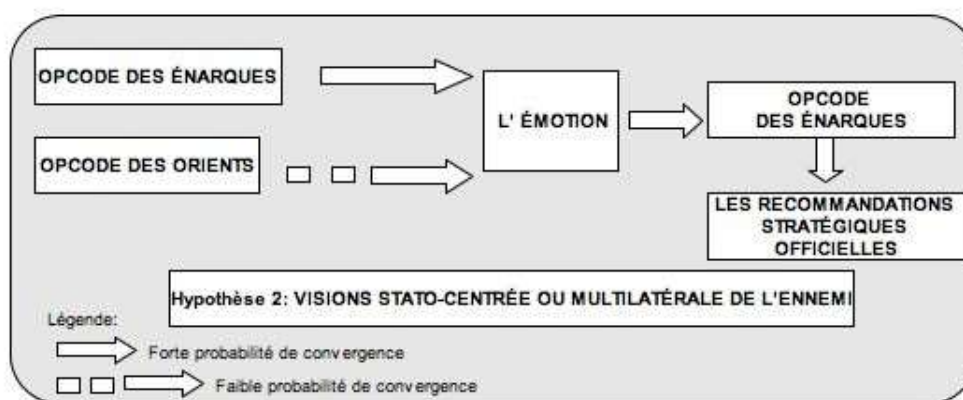 OPCODE DES ÉNARQUES
OPCODE DES ORIENTS
L' ÉMOTION
OPCODE
DES ÉNARQUES
LES RECOMMANDATIONS
STRATÉGIQUES
OFFICIELLES
Hypothèse 2: VISIONS STATO-CENTRÉE OU MULTILATÉRALE DE L'ENNEMI
Légende:
Forte probabilité de convergence
Faible probabilité de convergence